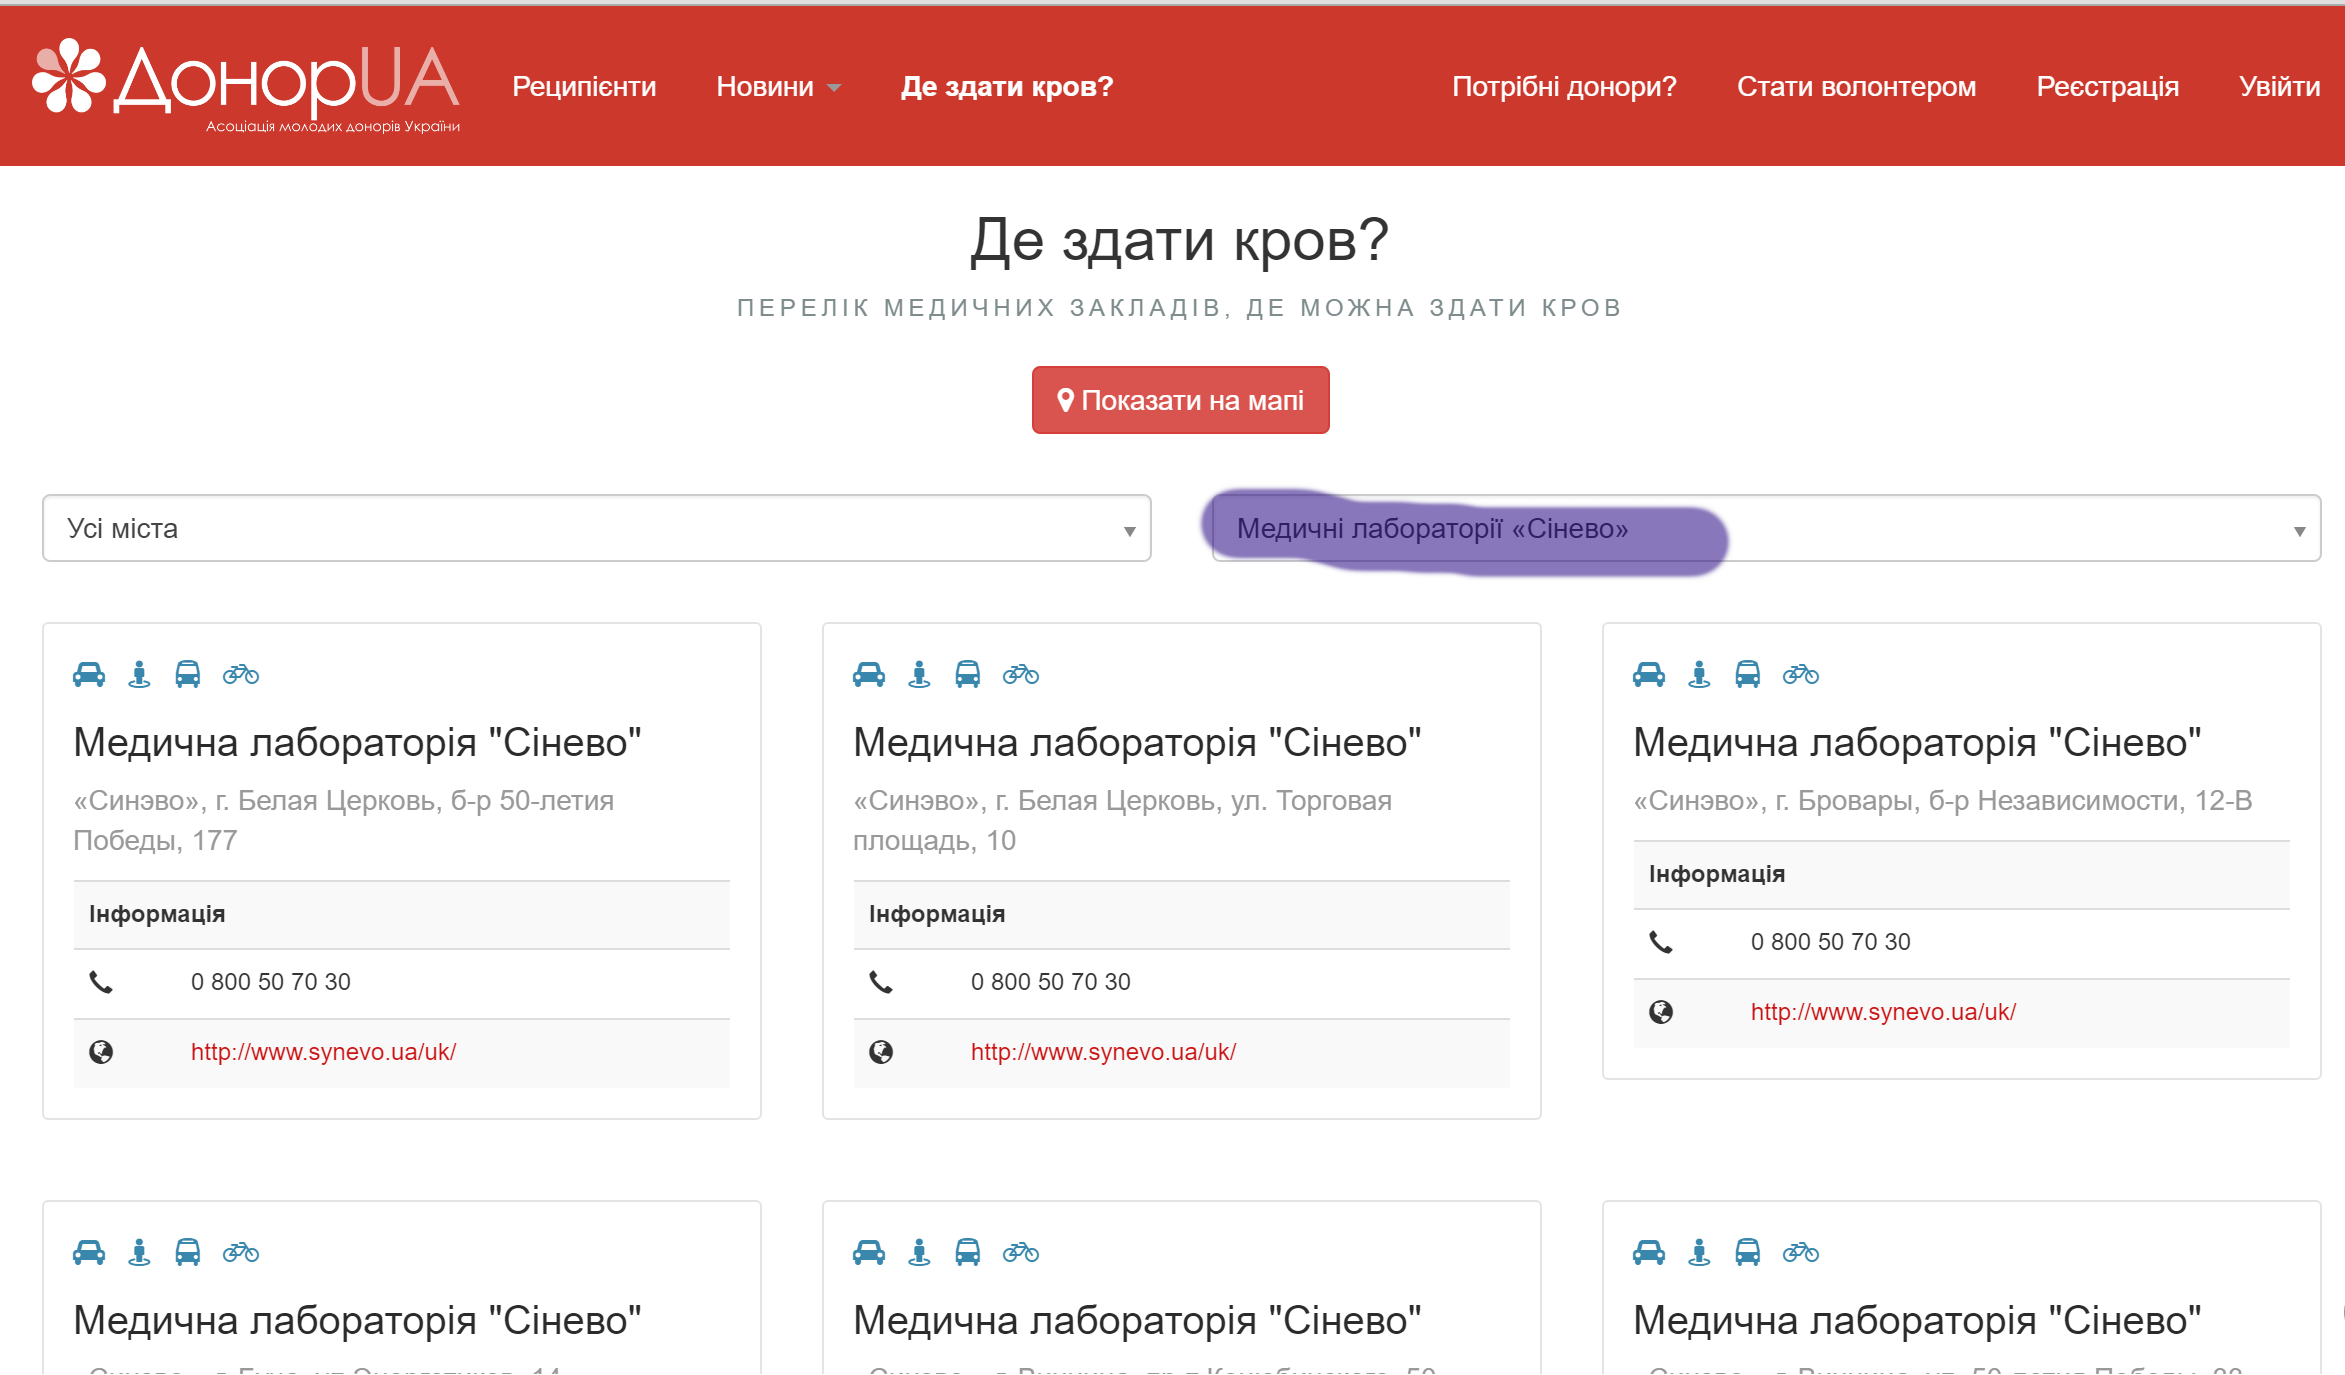 ДонорUA
Асоціація молодих донорів України
Реципієнти
Новини
Де здати кров?
Потрібні донори?
Стати волонтером
Реєстрація
Увійти
Де здати кров?
ПЕРЕЛІК МЕДИЧНИХ ЗАКЛАДІВ, ДЕ МОЖНА ЗДАТИ КРОВ
Показати на мапі
Усі міста
Медичні лабораторії «Сінево»
Медична лабораторія "Сінево"
«Синэво», г. Белая Церковь, б-р 50-летия
Победы, 177
Інформація
0 800 50 70 30
http://www.synevo.ua/uk/
Медична лабораторія "Сінево"
«Синэво», г. Белая Церковь, ул. Торговая
площадь, 10
Інформація
0 800 50 70 30
http://www.synevo.ua/uk/
Медична лабораторія "Сінево"
«Синэво», г. Бровары, б-р Независимости, 12-В
Інформація
0 800 50 70 30
http://www.synevo.ua/uk/
Медична лабораторія "Сінево"
Медична лабораторія "Сінево"
Медична лабораторія "Сінево"